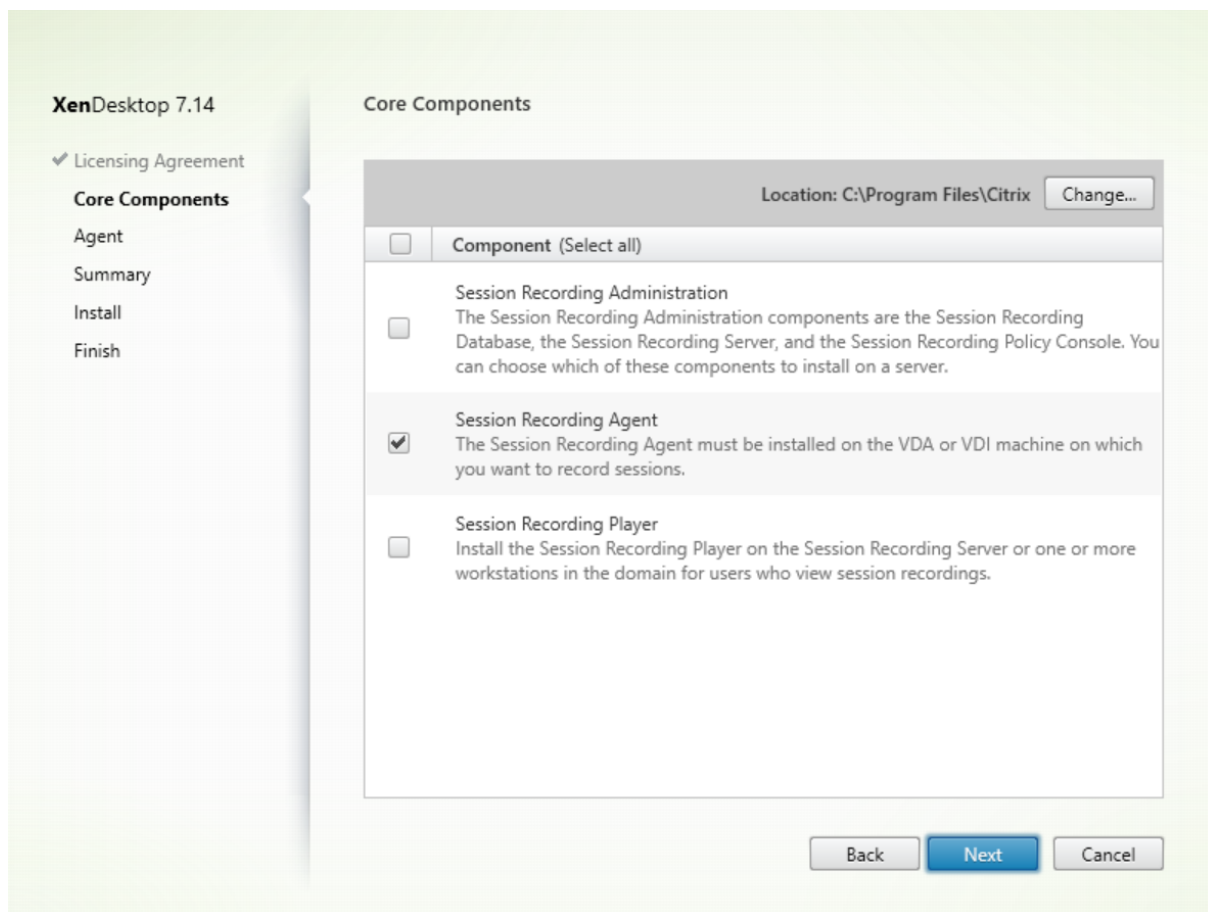 XenDesktop 7.14
Licensing Agreement
Core Components
Agent
Summary
Install
Finish
Core Components
Location: C:\Program Files\Citrix
Change...
Component (Select all)
Session Recording Administration
The Session Recording Administration components are the Session Recording
Database, the Session Recording Server, and the Session Recording Policy Console. You
can choose which of these components to install on a server.
Session Recording Agent
The Session Recording Agent must be installed on the VDA or VDI machine on which
you want to record sessions.
Session Recording Player
Install the Session Recording Player on the Session Recording Server or one or more
workstations in the domain for users who view session recordings.
Back
Next
Cancel